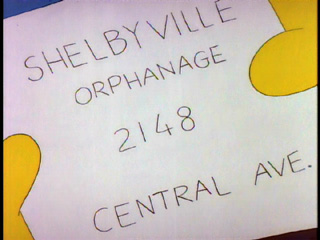 SHELBYVILLE
ORPHANAGE
2148
CENTRAL AVE.